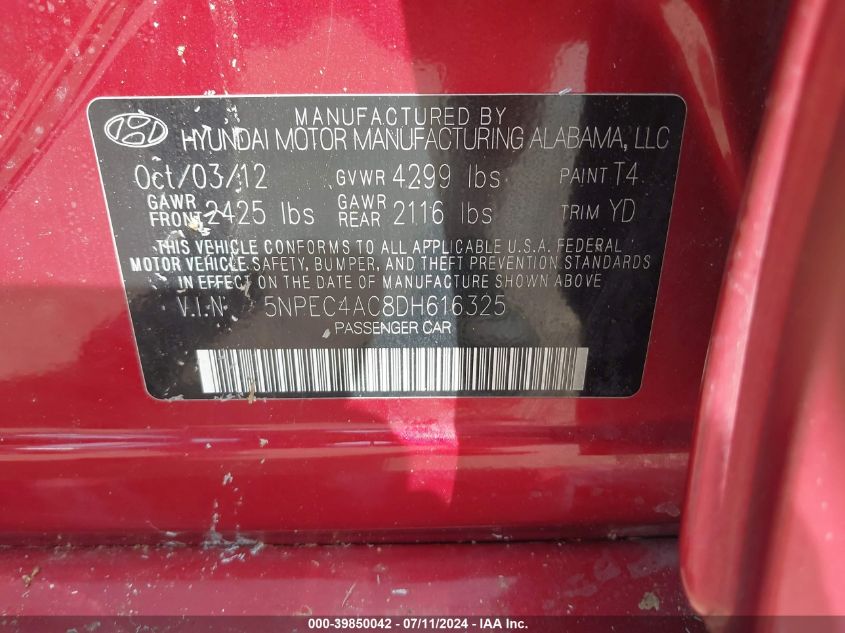 MANUFACTURED BY
HYUNDAI MOTOR MANUFACTURING ALABAMA, LLC
Oct/03/12 GVWR 4299 lbs PAINT T4
GAWR FRONT 2425 lbs GAWR REAR 2116 lbs TRIM YD
THIS VEHICLE CONFORMS TO ALL APPLICABLE U.S.A. FEDERAL
MOTOR VEHICLE SAFETY, BUMPER, AND THEFT PREVENTION STANDARDS
IN EFFECT ON THE DATE OF MANUFACTURE SHOWN ABOVE
V.I.N: 5NPEC4AC8DH616325
PASSENGER CAR
000-39850042 - 07/11/2024 - IAA Inc.